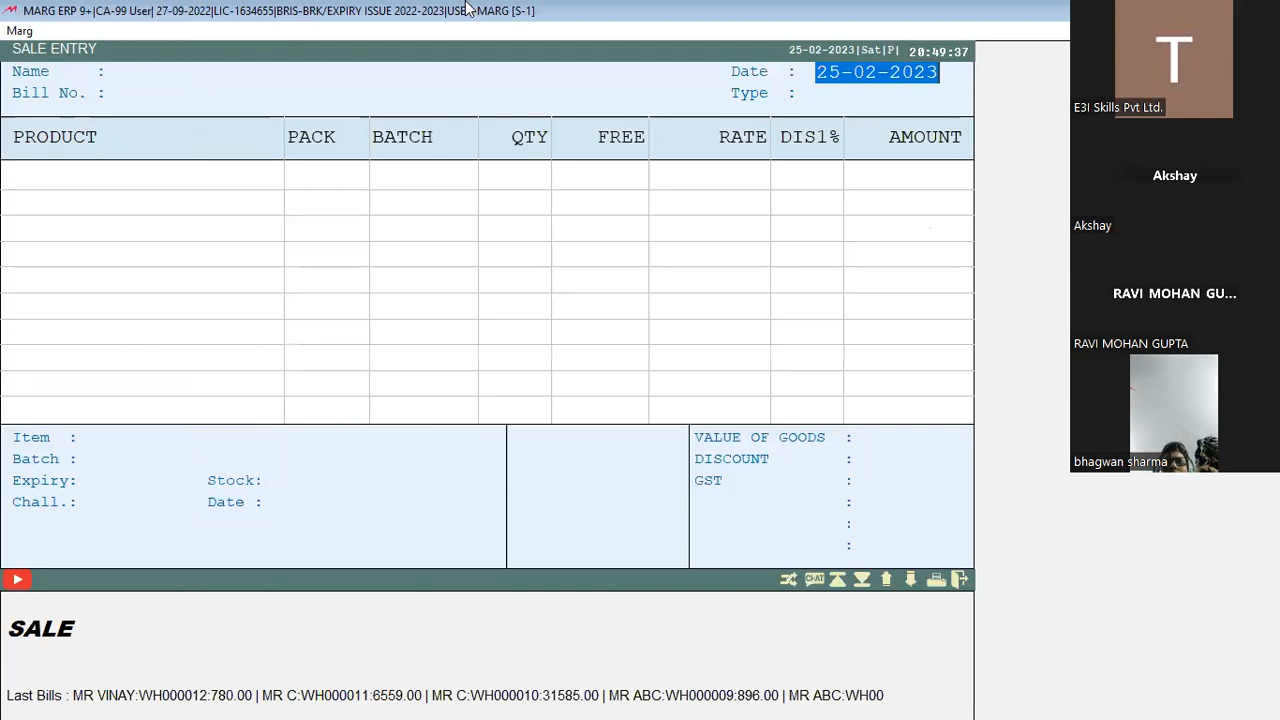 MARG ERP 9+|CA-99 User| 27-09-2022|LIC-1634655|BRIS-BRK/EXPIRY ISSUE 2022-2023|USE MARG [S-1]
Marg
SALE ENTRY 25-02-2023|Sat|P| 20:49:37
Name : Date : 25-02-2023
Bill No. : Type :
PRODUCT PACK BATCH QTY FREE RATE DIS1% AMOUNT
Item : VALUE OF GOODS :
Batch : DISCOUNT :
Expiry: Stock: GST :
Chall.: Date : :
:
:
CHAT
SALE
Last Bills : MR VINAY:WH000012:780.00 | MR C:WH000011:6559.00 | MR C:WH000010:31585.00 | MR ABC:WH000009:896.00 | MR ABC:WH00
T
E3I Skills Pvt Ltd.
Akshay
Akshay
RAVI MOHAN GU...
RAVI MOHAN GUPTA
bhagwan sharma